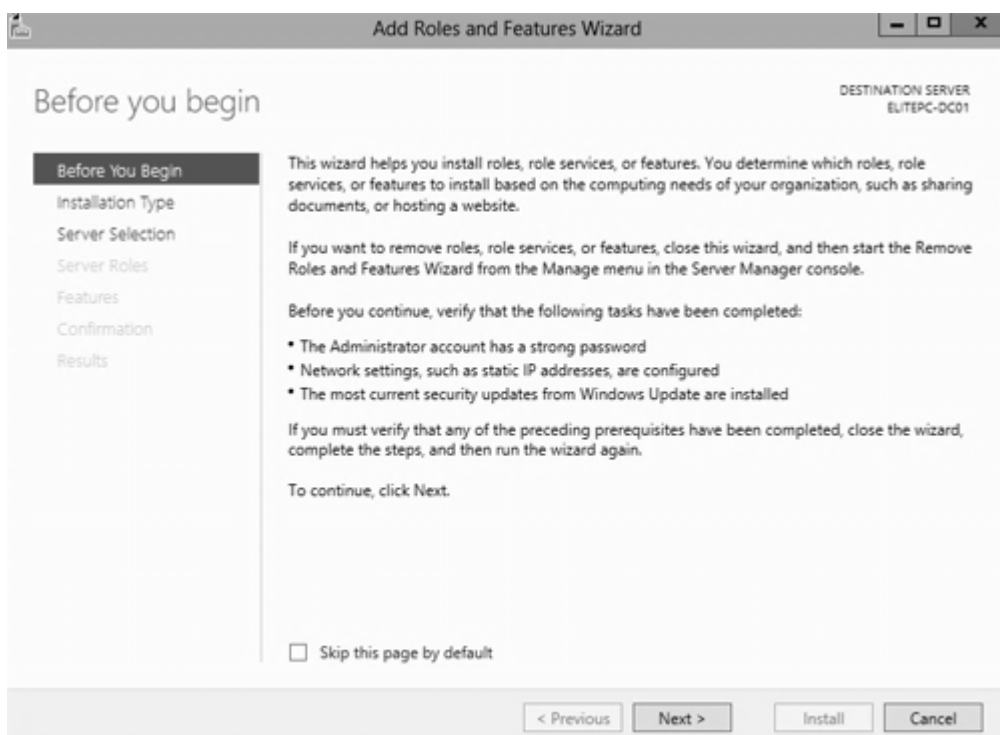 Add Roles and Features Wizard
Before you begin
DESTINATION SERVER
ELITEPC-DC01
Before You Begin
Installation Type
Server Selection
Server Roles
Features
Confirmation
Results
This wizard helps you install roles, role services, or features. You determine which roles, role
services, or features to install based on the computing needs of your organization, such as sharing
documents, or hosting a website.
If you want to remove roles, role services, or features, close this wizard, and then start the Remove
Roles and Features Wizard from the Manage menu in the Server Manager console.
Before you continue, verify that the following tasks have been completed:
• The Administrator account has a strong password
• Network settings, such as static IP addresses, are configured
• The most current security updates from Windows Update are installed
If you must verify that any of the preceding prerequisites have been completed, close the wizard,
complete the steps, and then run the wizard again.
To continue, click Next.
Skip this page by default
< Previous
Next >
Install
Cancel